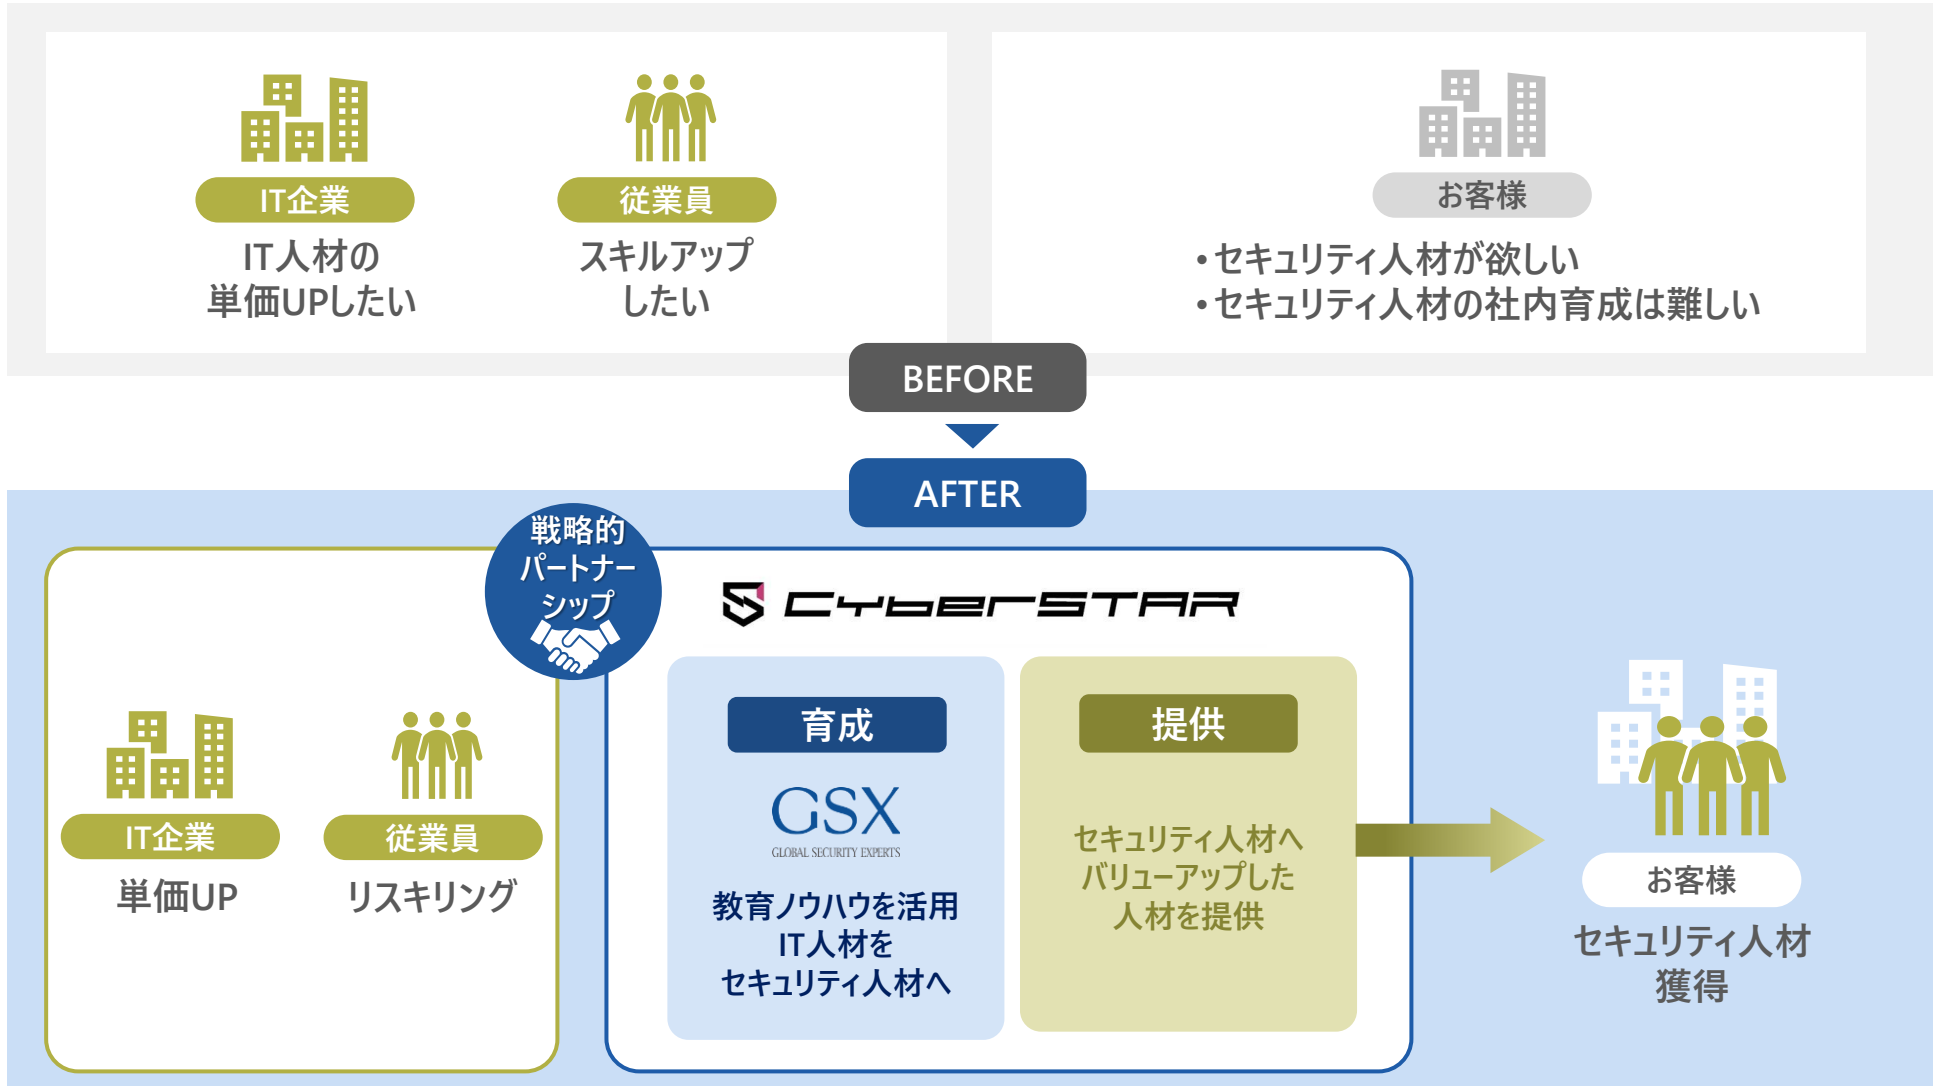 IT企業
IT人材の
単価UPしたい
従業員
スキルアップ
したい
お客様
・セキュリティ人材が欲しい
・セキュリティ人材の社内育成は難しい
BEFORE
AFTER
戦略的
パートナー
シップ
IT企業
単価UP
従業員
リスキリング
CYBERSTAR
育成
GSX
GLOBAL SECURITY EXPERTS
教育ノウハウを活用
IT人材を
セキュリティ人材へ
提供
セキュリティ人材へ
バリューアップした
人材を提供
お客様
セキュリティ人材
獲得